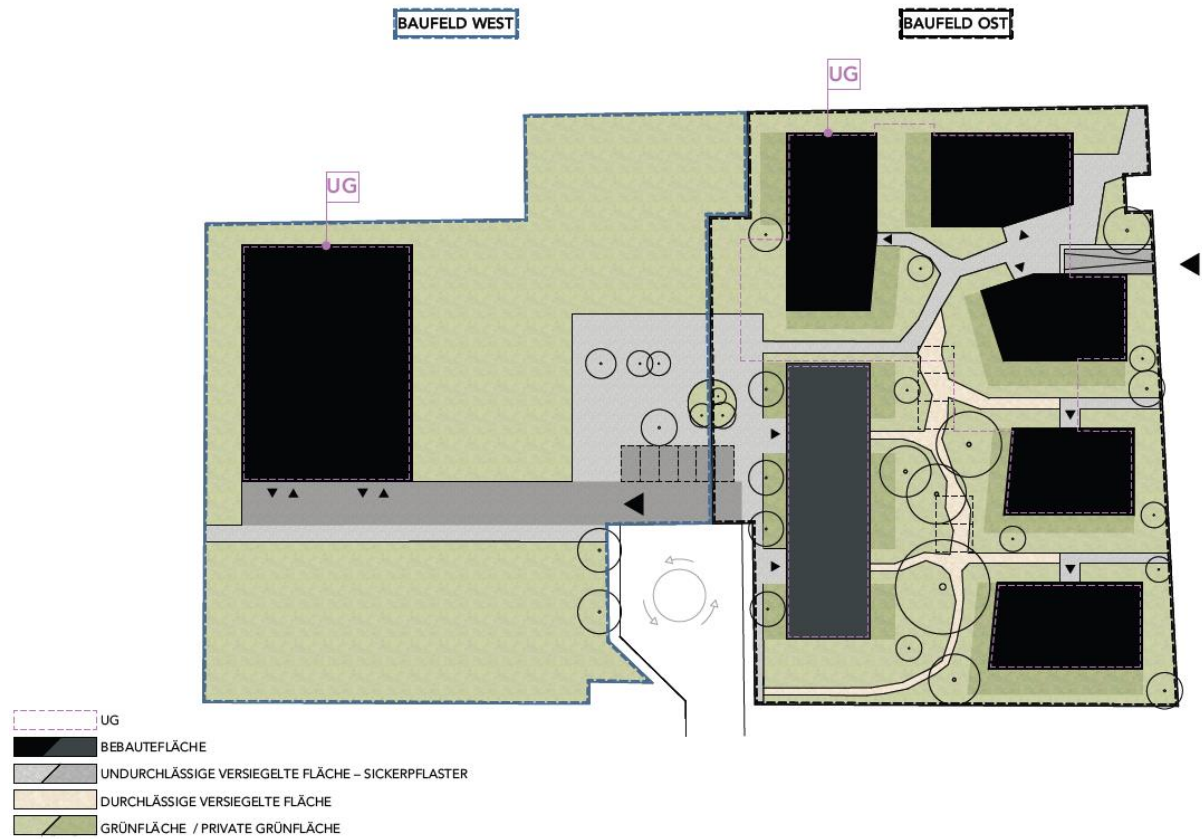 BAUFELD WEST
BAUFELD OST
UG
UG
UG
BEBAUTEFLÄCHE
UNDURCHLÄSSIGE VERSIEGELTE FLÄCHE – SICKERPFLASTER
DURCHLÄSSIGE VERSIEGELTE FLÄCHE
GRÜNFLÄCHE / PRIVATE GRÜNFLÄCHE